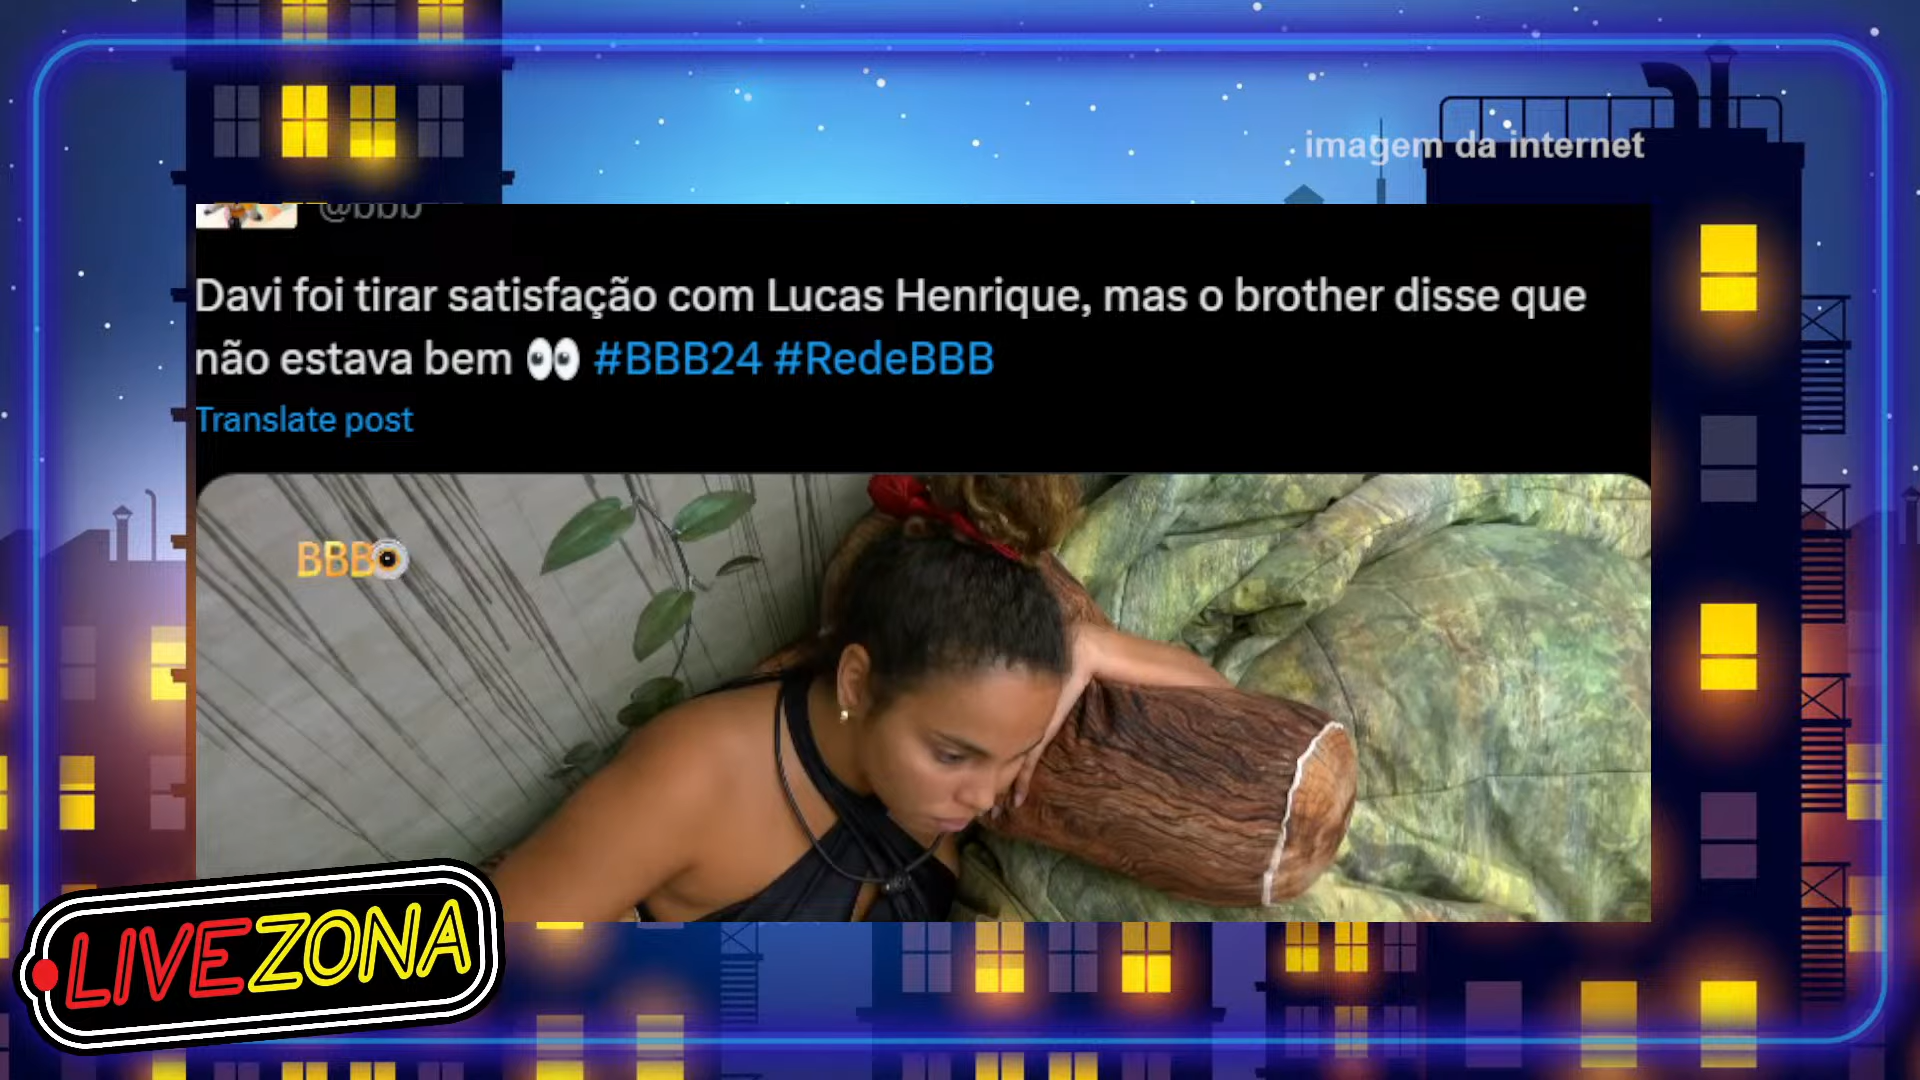 imagem da internet
@bbb
Davi foi tirar satisfação com Lucas Henrique, mas o brother disse que
não estava bem 👀 #BBB24 #RedeBBB
Translate post
BBB
LIVEZONA